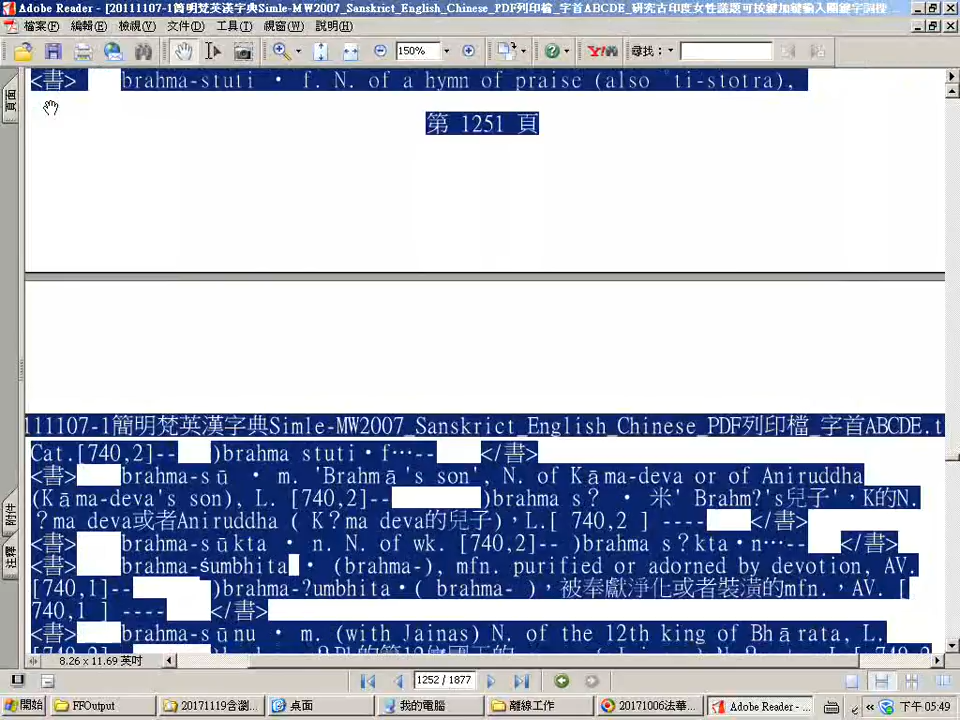 Adobe Reader - [20111107-1簡明梵英漢字典Simle-MW2007_Sanskrict_English_Chinese_PDF列印檔_字首ABCDE_研究古印度女性議題可按鍵加鍵輸入關鍵字詞搜
檔案(F) 編輯(E) 檢視(V) 文件(D) 工具(T) 視窗(W) 說明(H)
150% Y! 尋找：
頁面
<書> brahma-stuti · f. N. of a hymn of praise (also °ti-stotra),
第 1251 頁
111107-1簡明梵英漢字典Simle-MW2007_Sanskrict_English_Chinese_PDF列印檔_字首ABCDE.t
Cat.[740,2]-- )brahma stuti·f…-- </書>
<書> brahma-sū · m. 'Brahmā's son', N. of Kāma-deva or of Aniruddha
(Kāma-deva's son), L. [740,2]-- )brahma s? · 米' Brahm?'s兒子'，K的N.
?ma deva或者Aniruddha ( K?ma deva的兒子)，L.[ 740,2 ] ---- </書>
<書> brahma-sūkta · n. N. of wk. [740,2]-- )brahma s?kta·n…-- </書>
<書> brahma-śumbhita · (brahma-), mfn. purified or adorned by devotion, AV.
[740,1]-- )brahma-?umbhita·( brahma- )，被奉獻淨化或者裝潢的mfn.，AV. [
740,1 ] ---- </書>
<書> brahma-sūnu · m. (with Jainas) N. of the 12th king of Bhārata, L.
附件
注釋
8.26 x 11.69 英吋
1252 / 1877
開始 FFOutput 20171119含瀏... 桌面 我的電腦 離線工作 20171006法華... Adobe Reader -... 下午 05:49